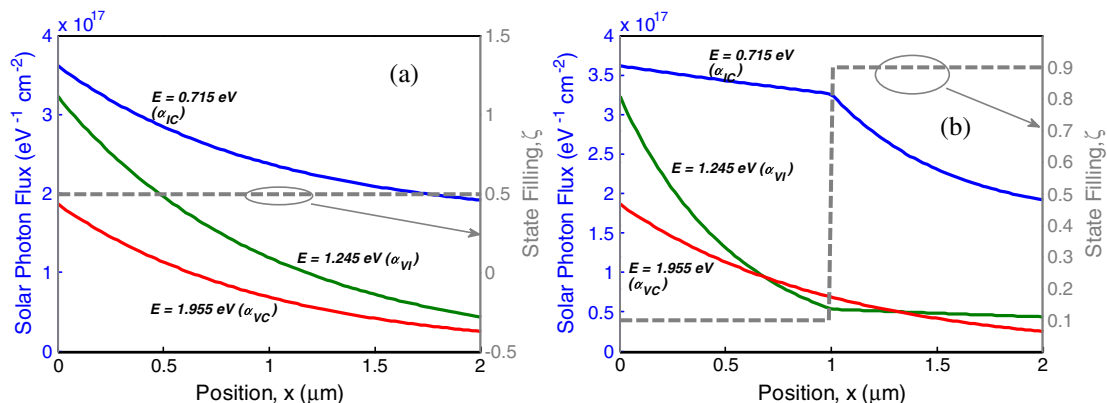 x 10^17
4
3
2
1
0
Solar Photon Flux (eV^-1 cm^-2)
0
0.5
1
1.5
2
Position, x (μm)
1.5
1
0.5
0
-0.5
State Filling, ζ
(a)
E = 0.715 eV
(α_IC)
E = 1.245 eV (α_VI)
E = 1.955 eV (α_VC)
x 10^17
4
3.5
3
2.5
2
1.5
1
0.5
0
Solar Photon Flux (eV^-1 cm^-2)
0
0.5
1
1.5
2
Position, x (μm)
0.9
0.8
0.7
0.6
0.5
0.4
0.3
0.2
0.1
State Filling, ζ
(b)
E = 0.715 eV
(α_IC)
E = 1.245 eV (α_VI)
E = 1.955 eV
(α_VC)